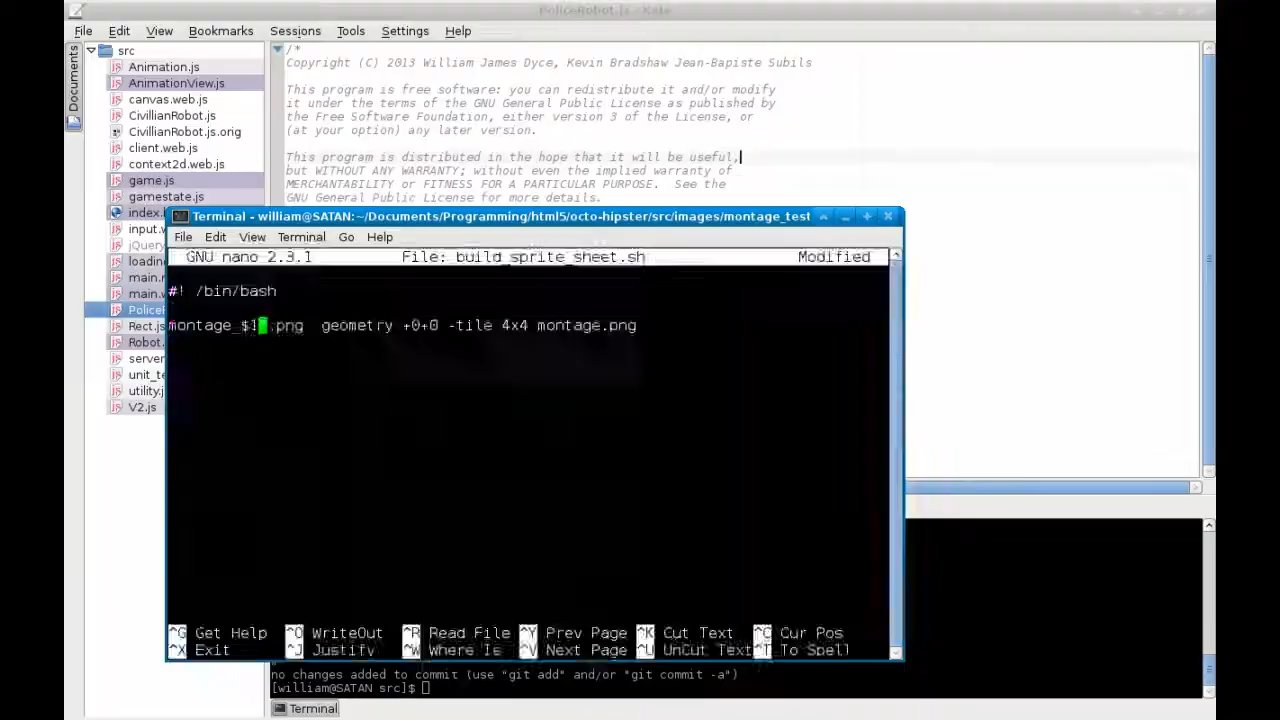 PoliceRobot.js - Kate
File Edit View Bookmarks Sessions Tools Settings Help
Documents
src
Animation.js
AnimationView.js
canvas.web.js
CivillianRobot.js
CivillianRobot.js.orig
client.web.js
context2d.web.js
game.js
gamestate.js
index.
input.w
jQuery
loadin
main.n
main.w
Police
Rect.js
Robot.
server
unit_te
utility.j
V2.js
/*
Copyright (C) 2013 William James Dyce, Kevin Bradshaw Jean-Bapiste Subils
This program is free software: you can redistribute it and/or modify
it under the terms of the GNU General Public License as published by
the Free Software Foundation, either version 3 of the License, or
(at your option) any later version.
This program is distributed in the hope that it will be useful,
but WITHOUT ANY WARRANTY; without even the implied warranty of
MERCHANTABILITY or FITNESS FOR A PARTICULAR PURPOSE. See the
GNU General Public License for more details.
Terminal - william@SATAN:~/Documents/Programming/html5/octo-hipster/src/images/montage_test
File Edit View Terminal Go Help
GNU nano 2.3.1 File: build_sprite_sheet.sh Modified
#! /bin/bash
montage $1 .png geometry +0+0 -tile 4x4 montage.png
^G Get Help ^O WriteOut ^R Read File ^Y Prev Page ^K Cut Text ^C Cur Pos
^X Exit ^J Justify ^W Where Is ^V Next Page ^U UnCut Text ^T To Spell
no changes added to commit (use "git add" and/or "git commit -a")
[william@SATAN src]$
Terminal